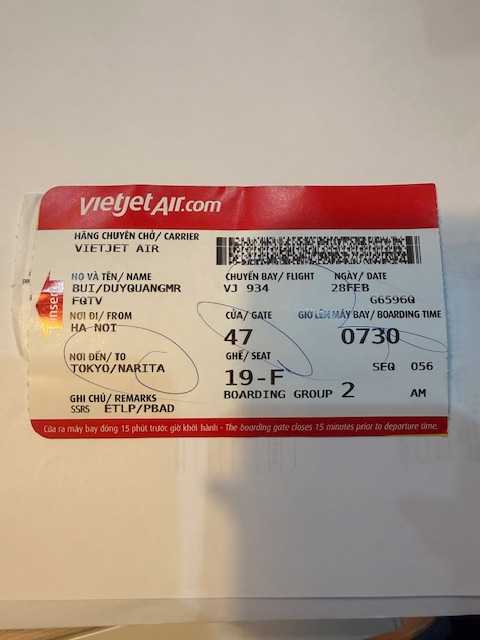 vietjetAir.com
HÃNG CHUYÊN CHỞ/ CARRIER
VIETJET AIR
HỌ VÀ TÊN/ NAME
BUI/DUYQUANGMR
FQTV
CHUYẾN BAY/ FLIGHT
VJ 934
NGÀY/ DATE
28FEB
G6596Q
NƠI ĐI/ FROM
HA NOI
CỬA/ GATE
47
GIỜ LÊN MÁY BAY/ BOARDING TIME
0730
NƠI ĐẾN/ TO
TOKYO/NARITA
GHẾ/ SEAT
19-F
SEQ 056
BOARDING GROUP 2 AM
GHI CHÚ/ REMARKS
SSRS ETLP/PBAD
Cửa ra máy bay đóng 15 phút trước giờ khởi hành - The boarding gate closes 15 minutes prior to departure time.